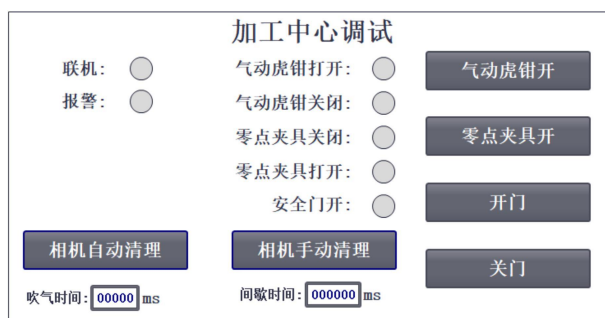 加工中心调试
联机:
报警:
气动虎钳打开:
气动虎钳关闭:
零点夹具关闭:
零点夹具打开:
安全门开:
气动虎钳开
零点夹具开
开门
关门
相机自动清理
相机手动清理
吹气时间: 00000 ms
间歇时间: 000000 ms